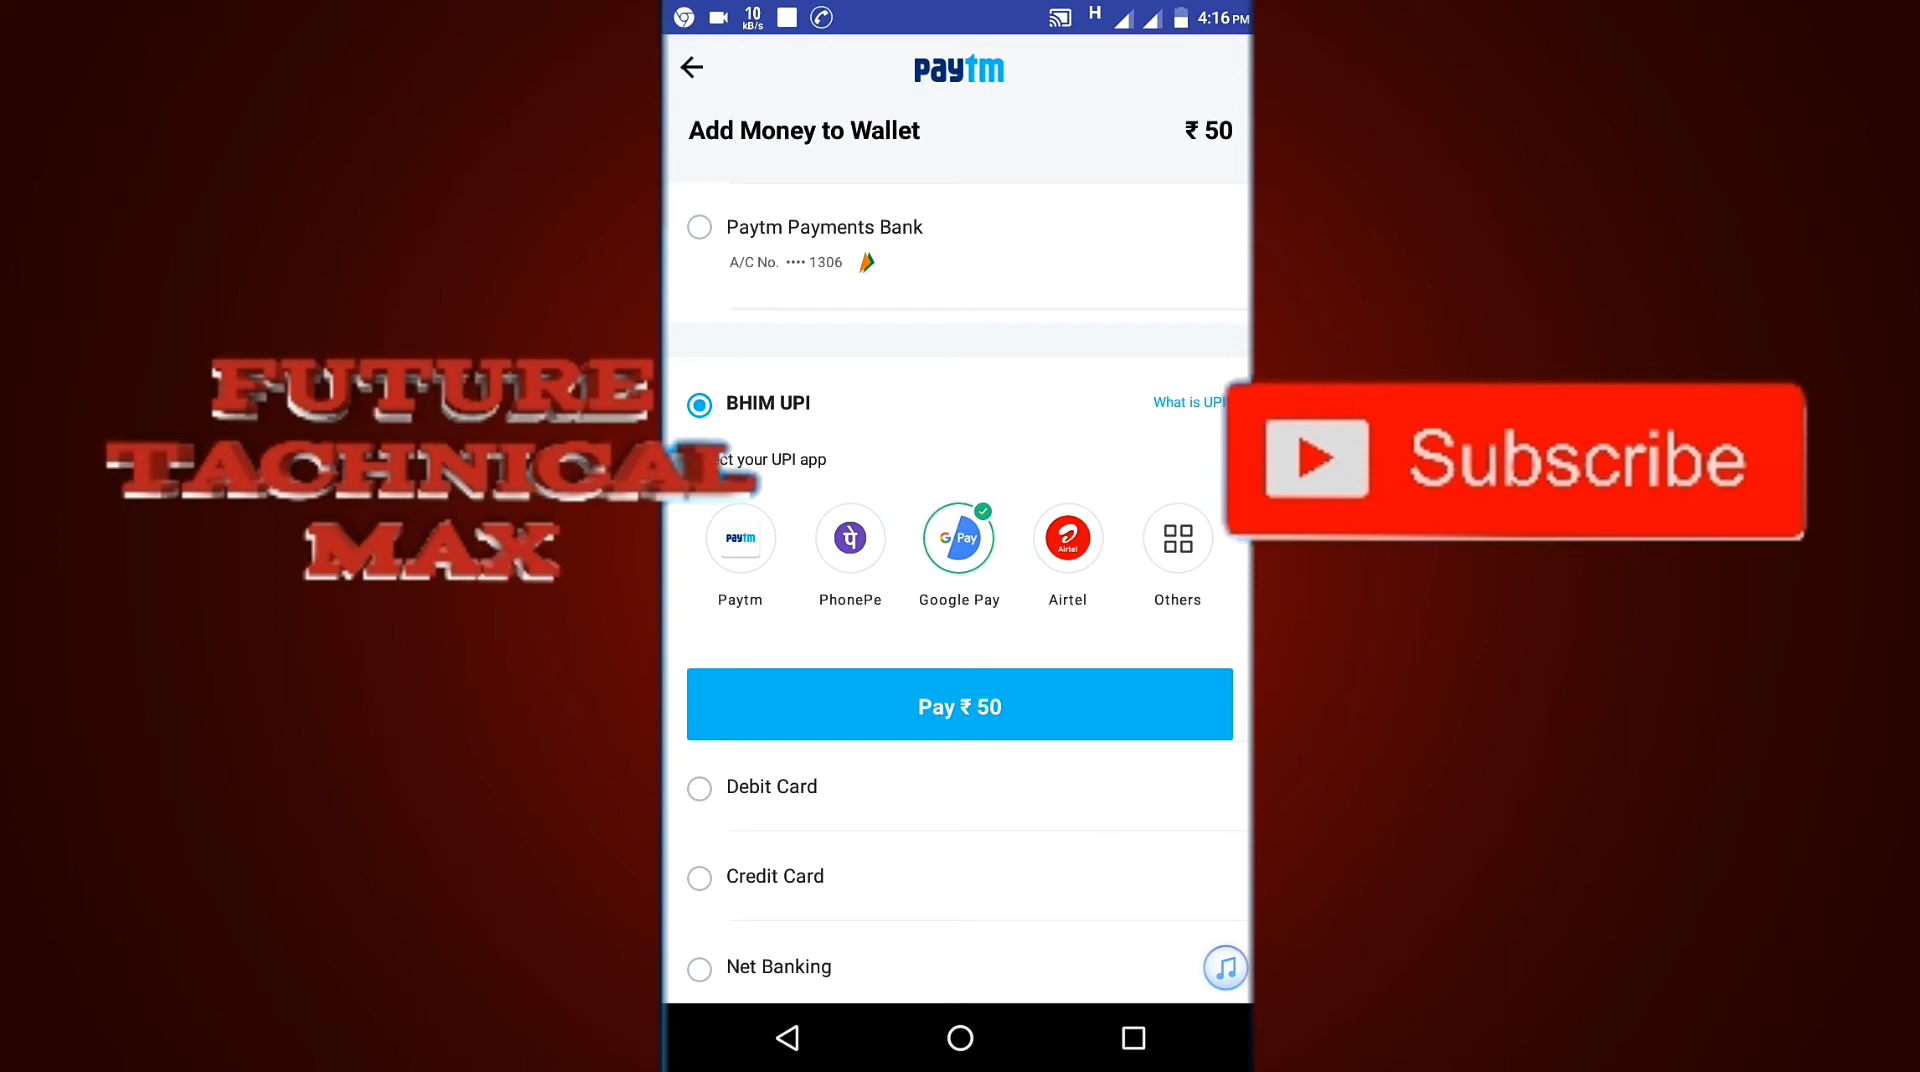 10
kB/s
H
4:16 PM
paytm
Add Money to Wallet
₹ 50
Paytm Payments Bank
A/C No. •••• 1306
BHIM UPI
What is UPI
ct your UPI app
FUTURE
TACHNICAL
MAX
Subscribe
paytm
पे
G Pay
airtel
Paytm
PhonePe
Google Pay
Airtel
Others
Pay ₹ 50
Debit Card
Credit Card
Net Banking